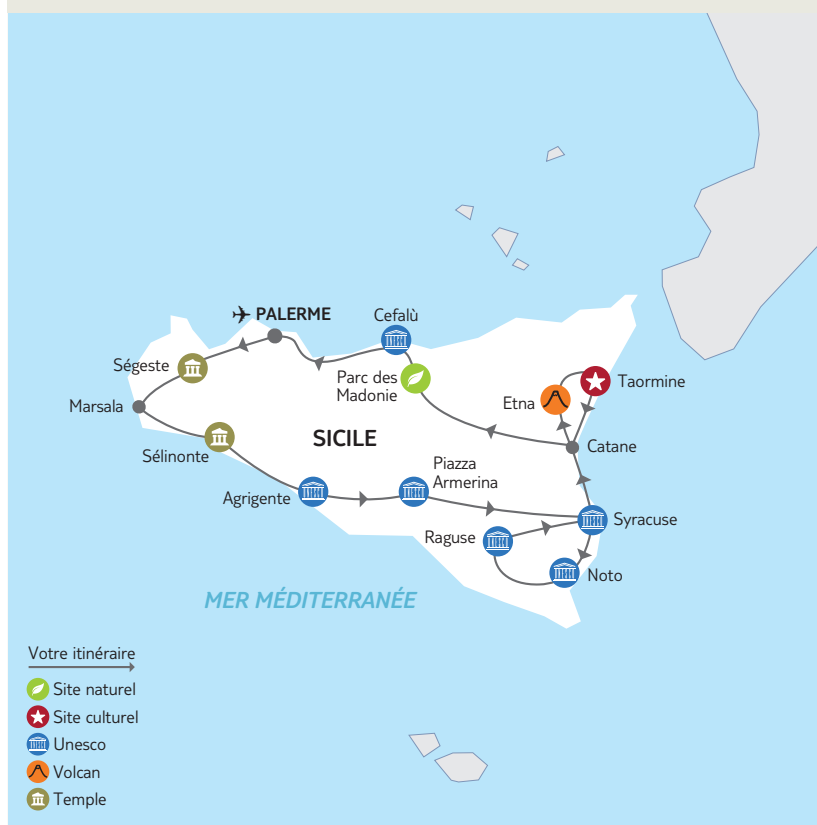 PALERME
Cefalù
Ségeste
Parc des
Madonie
Taormine
Etna
Marsala
SICILE
Catane
Sélinonte
Piazza
Armerina
Agrigente
Syracuse
Raguse
Noto
MER MÉDITERRANÉE
Votre itinéraire
Site naturel
Site culturel
Unesco
Volcan
Temple